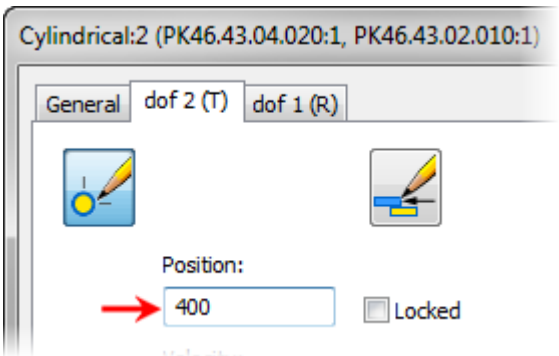 Cylindrical:2 (PK46.43.04.020:1, PK46.43.02.010:1)
General dof 2 (T) dof 1 (R)
Position:
400 Locked